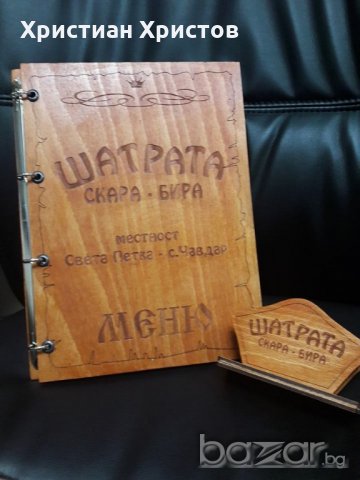 Християн Христов
ШАТРАТА
СКАРА - БИРА
местност
Света Петка - с.Чавдар
МЕНЮ
ШАТРАТА
СКАРА - БИРА
bazar.bg